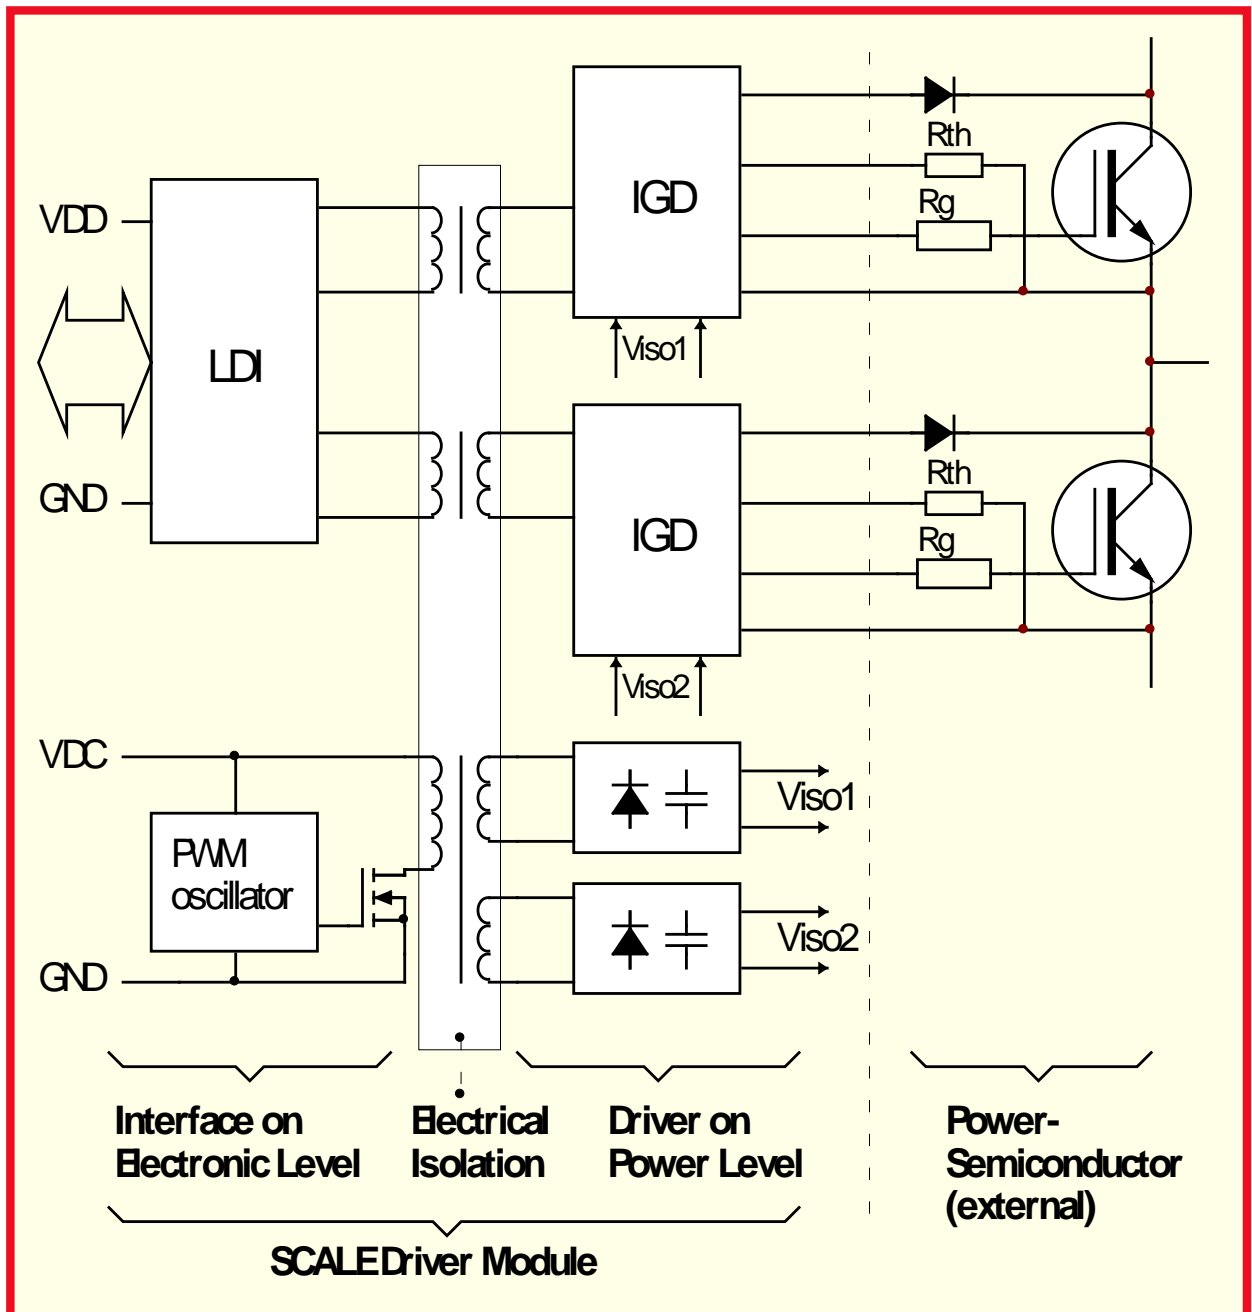 Rth
IGD
Rg
VDD
Viso1
LDI
Rth
GND
IGD
Rg
Viso2
VDC
Viso1
PWM
oscillator
Viso2
GND
Interface on
Electronic Level
Electrical
Isolation
Driver on
Power Level
Power-
Semiconductor
(external)
SCALE Driver Module